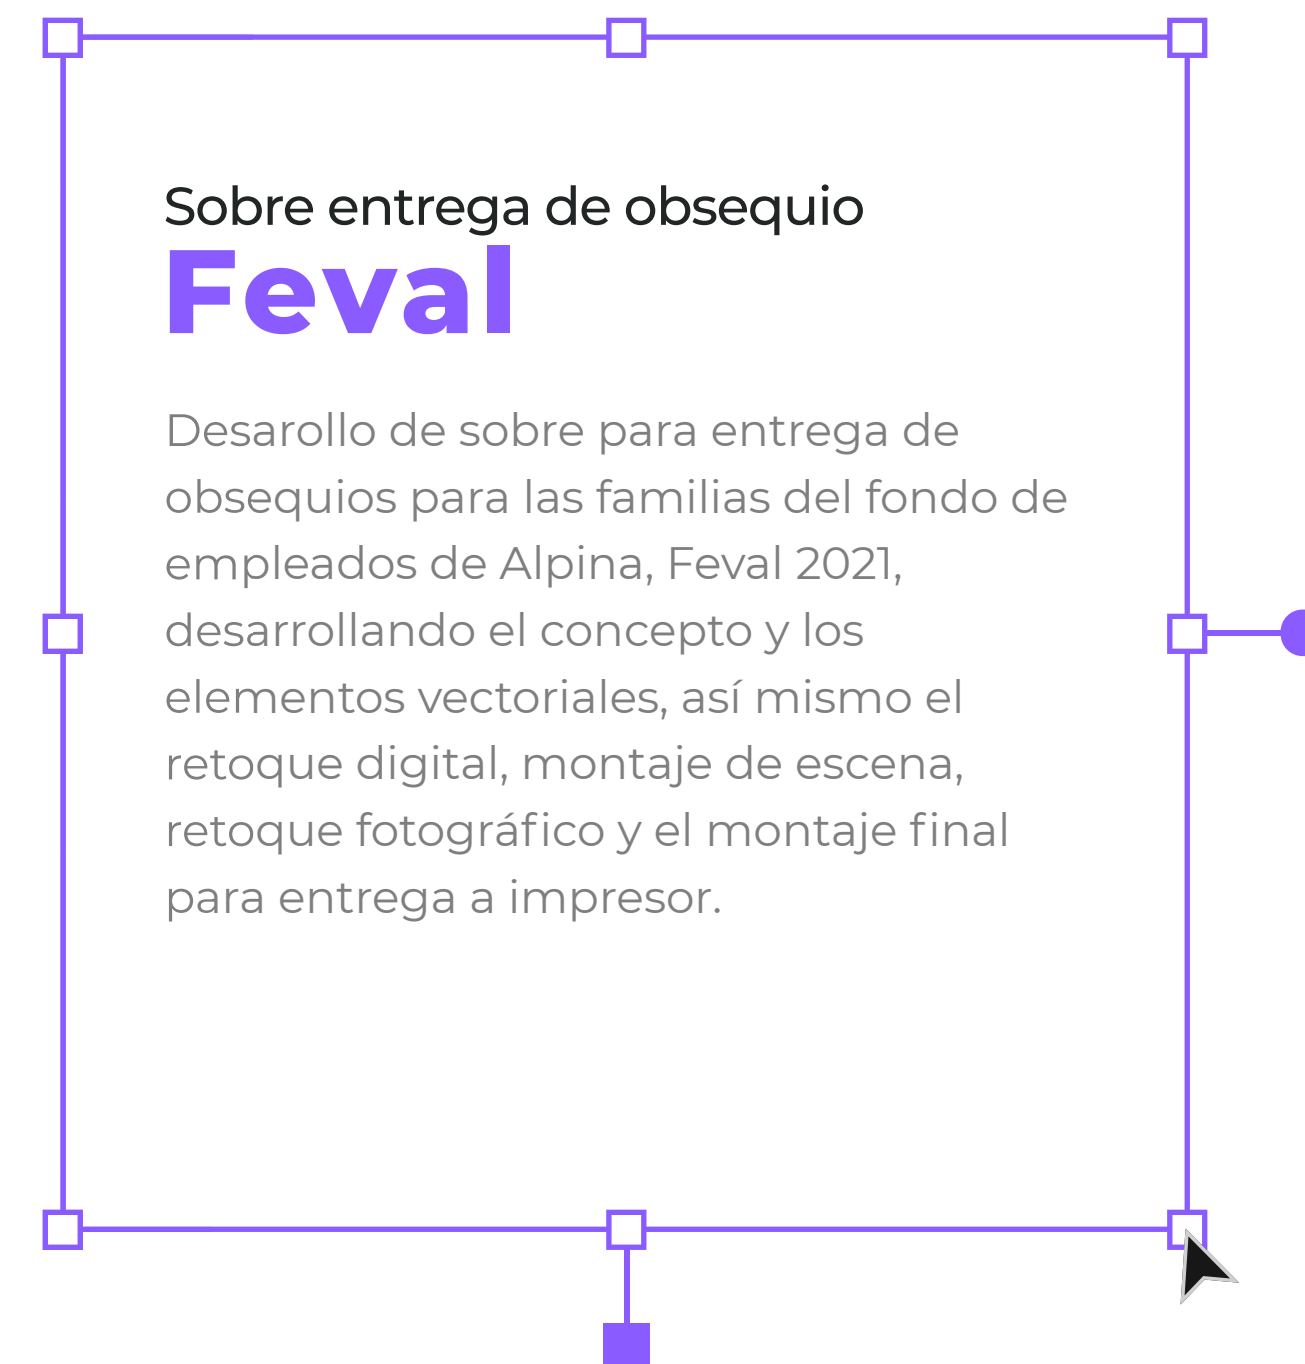 Sobre entrega de obsequio
Feval
Desarollo de sobre para entrega de
obsequios para las familias del fondo de
empleados de Alpina, Feval 2021,
desarrollando el concepto y los
elementos vectoriales, así mismo el
retoque digital, montaje de escena,
retoque fotográfico y el montaje final
para entrega a impresor.